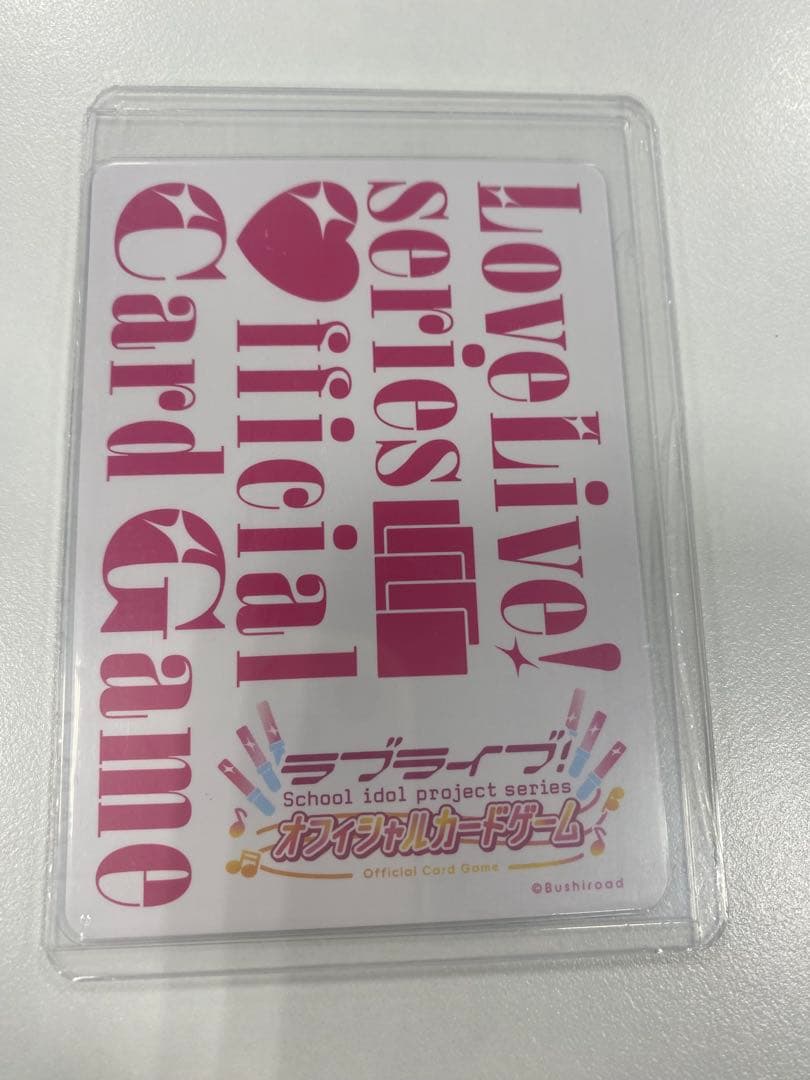 LoveLive!
series
Official
Card Game
ラブライブ!
School idol project series
オフィシャルカードゲーム
Official Card Game
©Bushiroad